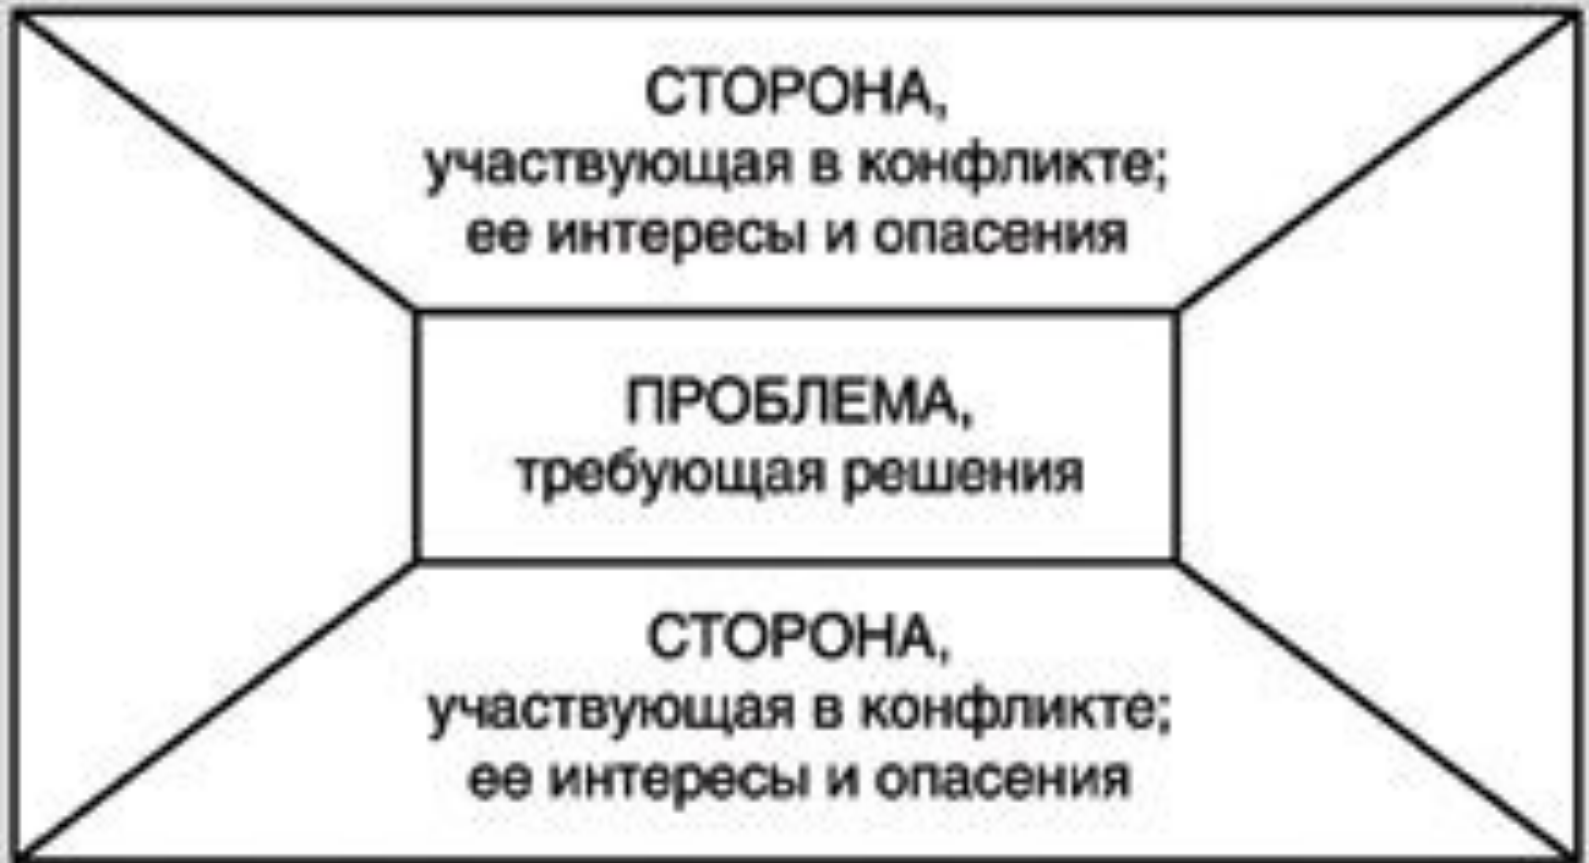 СТОРОНА,
участвующая в конфликте;
ее интересы и опасения
ПРОБЛЕМА,
требующая решения
СТОРОНА,
участвующая в конфликте;
ее интересы и опасения